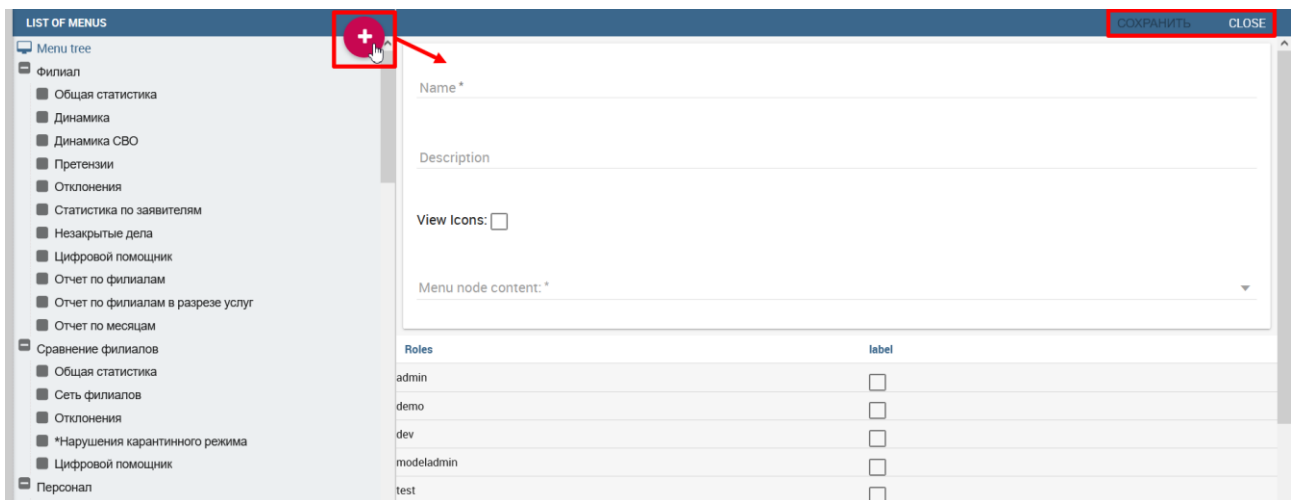 LIST OF MENUS
СОХРАНИТЬ CLOSE
Menu tree
Филиал
Общая статистика
Динамика
Динамика СВО
Претензии
Отклонения
Статистика по заявителям
Незакрытые дела
Цифровой помощник
Отчет по филиалам
Отчет по филиалам в разрезе услуг
Отчет по месяцам
Сравнение филиалов
Общая статистика
Сеть филиалов
Отклонения
*Нарушения карантинного режима
Цифровой помощник
Персонал
Name *
Description
View Icons:
Menu node content: *
Roles label
admin
demo
dev
modeladmin
test